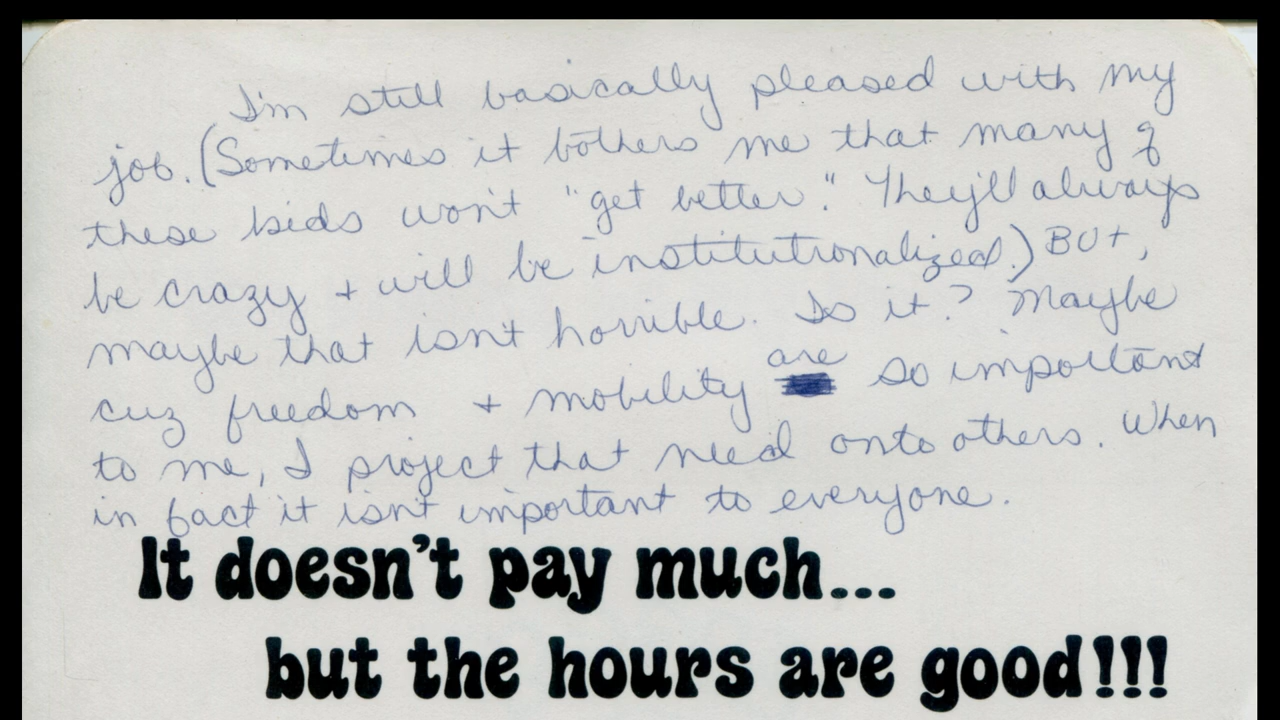 I'm still basically pleased with my
job. (Sometimes it bothers me that many of
these kids won't "get better." They'll always
be crazy + will be institutionalized.) BUt,
maybe that isn't horrible. Is it? Maybe
cuz freedom + mobility are so important
to me, I project that need onto others. When
in fact it isn't important to everyone.
It doesn't pay much...
but the hours are good!!!